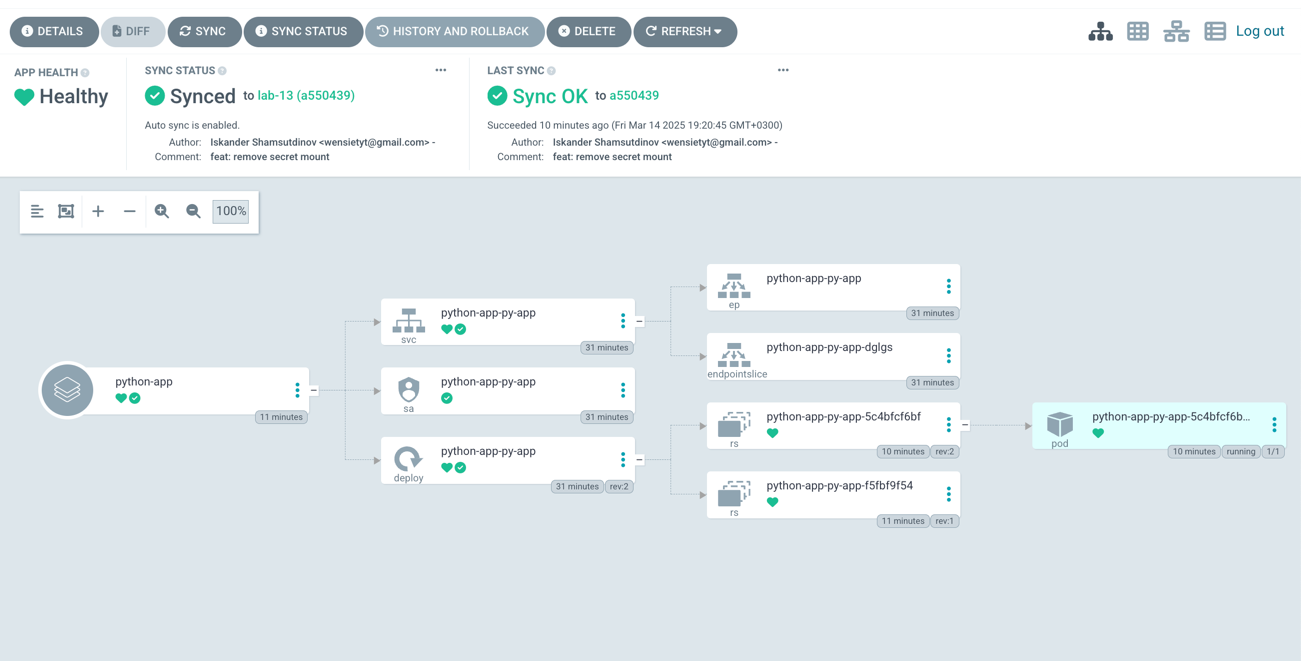 DETAILS DIFF SYNC SYNC STATUS HISTORY AND ROLLBACK DELETE REFRESH Log out
APP HEALTH
Healthy
SYNC STATUS
Synced to lab-13 (a550439)
Auto sync is enabled.
Author: Iskander Shamsutdinov <wensietyt@gmail.com> -
Comment: feat: remove secret mount
LAST SYNC
Sync OK to a550439
Succeeded 10 minutes ago (Fri Mar 14 2025 19:20:45 GMT+0300)
Author: Iskander Shamsutdinov <wensietyt@gmail.com> -
Comment: feat: remove secret mount
100%
python-app
11 minutes
python-app-py-app
svc
31 minutes
python-app-py-app
sa
31 minutes
python-app-py-app
deploy
31 minutes rev:2
python-app-py-app
ep
31 minutes
python-app-py-app-dglgs
endpointslice
31 minutes
python-app-py-app-5c4bfcf6bf
rs
10 minutes rev:2
python-app-py-app-f5fbf9f54
rs
11 minutes rev:1
python-app-py-app-5c4bfcf6b...
pod
10 minutes running 1/1